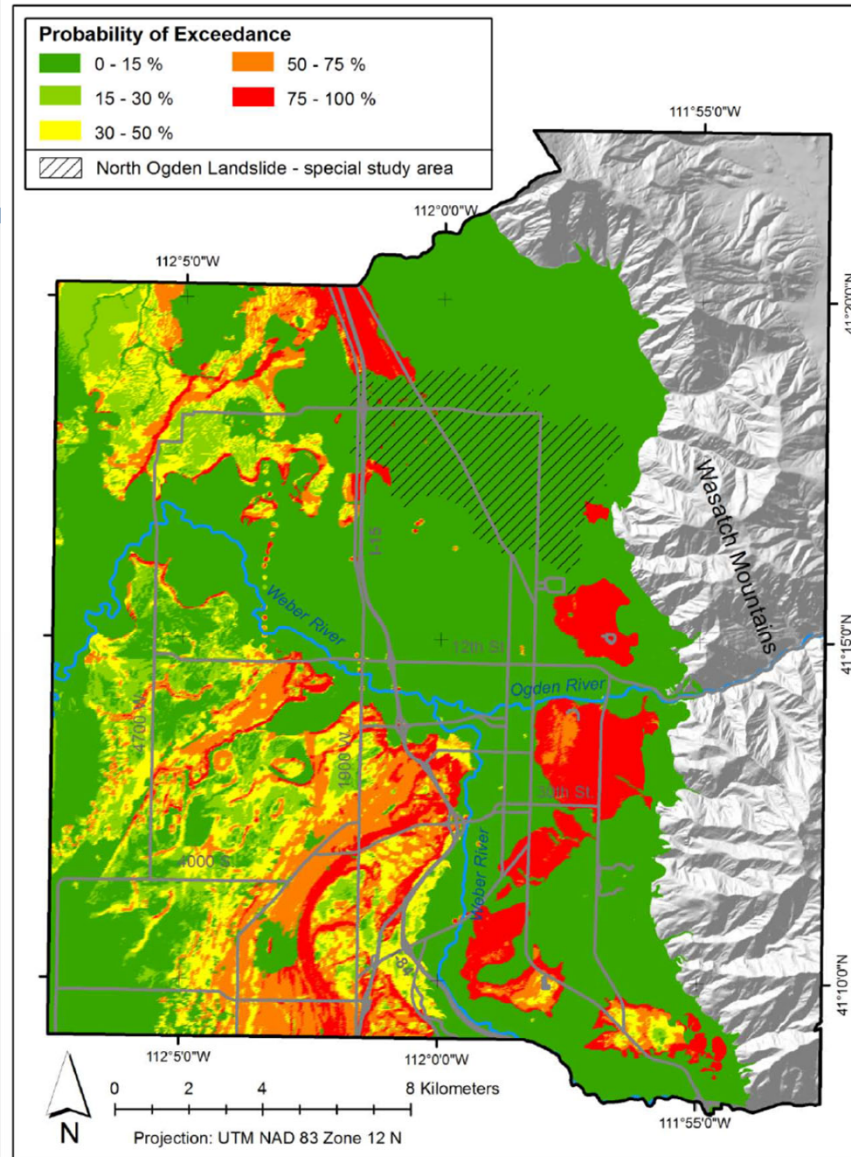 Probability of Exceedance
0 - 15 %
50 - 75 %
15 - 30 %
75 - 100 %
30 - 50 %
North Ogden Landslide - special study area
111°55'0"W
112°0'0"W
112°5'0"W
41°20'0"N
Wasatch Mountains
I-15
Weber River
12th St
41°15'0"N
Ogden River
4700 W
1900 W
30th St.
4000 S
Weber River
41°10'0"N
112°5'0"W
112°0'0"W
111°55'0"W
0 2 4 8 Kilometers
N
Projection: UTM NAD 83 Zone 12 N